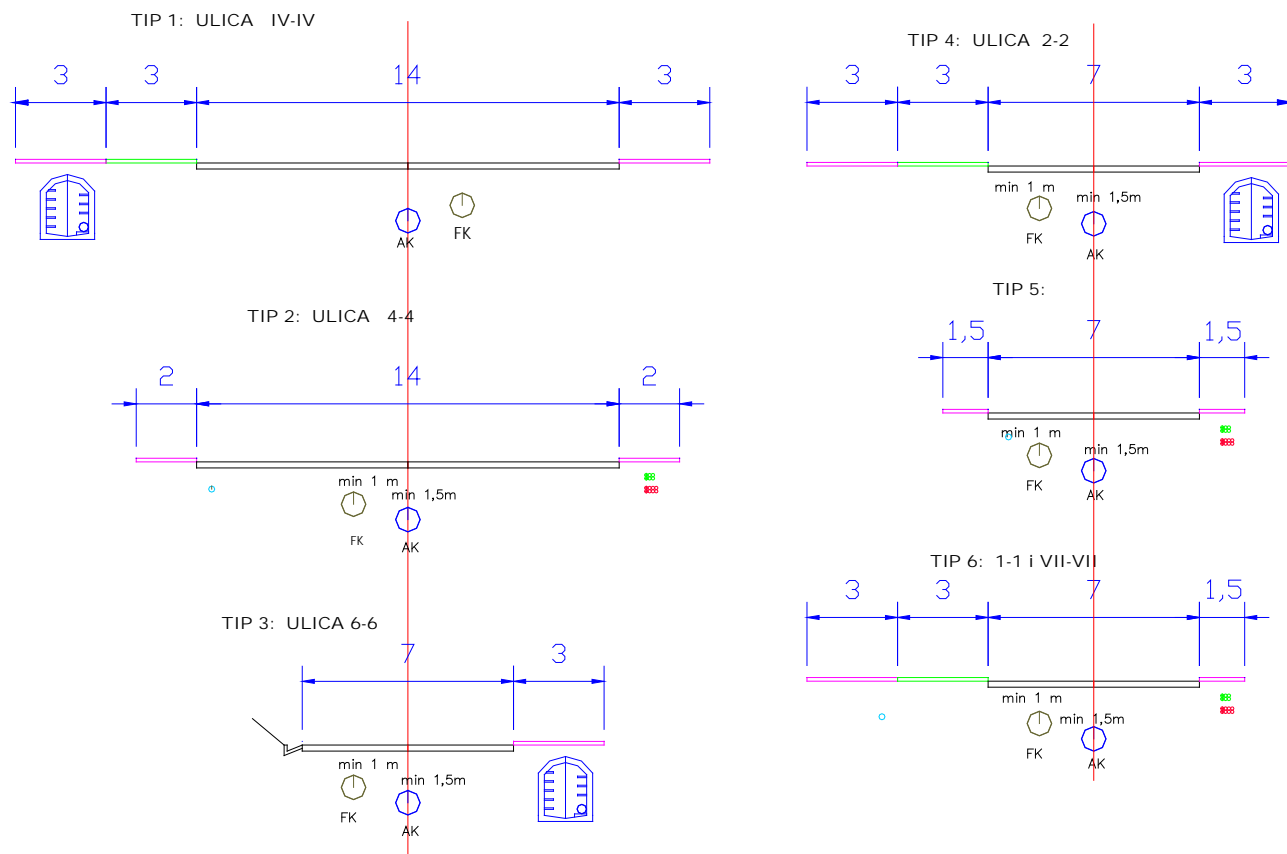 TIP 1: ULICA IV-IV
3 3 14 3
AK FK
TIP 2: ULICA 4-4
2 14 2
min 1 m min 1,5m
FK AK
TIP 3: ULICA 6-6
7 3
min 1 m min 1,5m
FK AK
TIP 4: ULICA 2-2
3 3 7 3
min 1 m min 1,5m
FK AK
TIP 5:
1,5 7 1,5
min 1 m min 1,5m
FK AK
TIP 6: 1-1 i VII-VII
3 3 7 1,5
min 1 m min 1,5m
FK AK